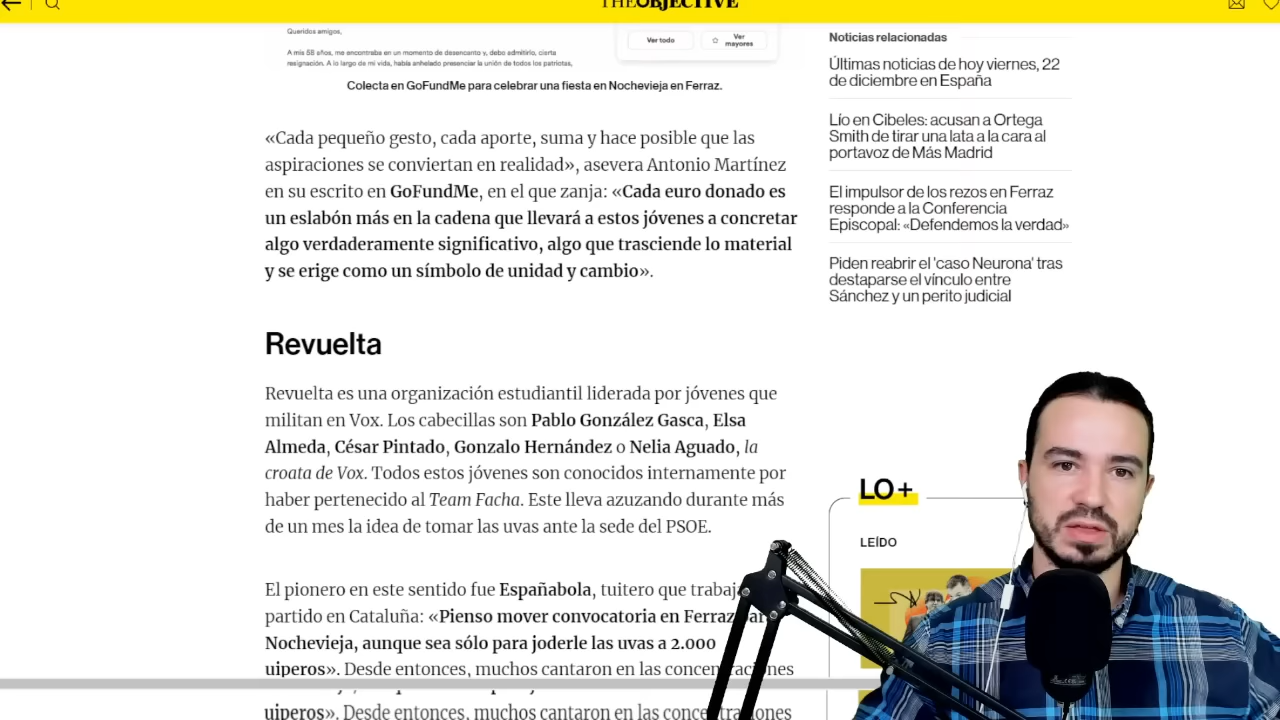 THEOBJECTIVE
Queridos amigos,
A mis 58 años, me encontraba en un momento de desencanto y, debo admitirlo, cierta
resignación. A lo largo de mi vida, había anhelado presenciar la unión de todos los patriotas,
Ver todo
Ver
mayores
Colecta en GoFundMe para celebrar una fiesta en Nochevieja en Ferraz.
«Cada pequeño gesto, cada aporte, suma y hace posible que las
aspiraciones se conviertan en realidad», asevera Antonio Martínez
en su escrito en GoFundMe, en el que zanja: «Cada euro donado es
un eslabón más en la cadena que llevará a estos jóvenes a concretar
algo verdaderamente significativo, algo que trasciende lo material
y se erige como un símbolo de unidad y cambio».
Revuelta
Revuelta es una organización estudiantil liderada por jóvenes que
militan en Vox. Los cabecillas son Pablo González Gasca, Elsa
Almeda, César Pintado, Gonzalo Hernández o Nelia Aguado, la
croata de Vox. Todos estos jóvenes son conocidos internamente por
haber pertenecido al Team Facha. Este lleva azuzando durante más
de un mes la idea de tomar las uvas ante la sede del PSOE.
El pionero en este sentido fue Españabola, tuitero que
partido en Cataluña: «Pienso mover convocatoria en Ferraz
Nochevieja, aunque sea sólo para joderle las uvas a 2.000
uiperos». Desde entonces, muchos cantaron en las concentraciones
uiperos». Desde entonces, muchos cantaron en las
Noticias relacionadas
Últimas noticias de hoy viernes, 22
de diciembre en España
Lío en Cibeles: acusan a Ortega
Smith de tirar una lata a la cara al
portavoz de Más Madrid
El impulsor de los rezos en Ferraz
responde a la Conferencia
Episcopal: «Defendemos la verdad»
Piden reabrir el 'caso Neurona' tras
destaparse el vínculo entre
Sánchez y un perito judicial
LO+
LEÍDO